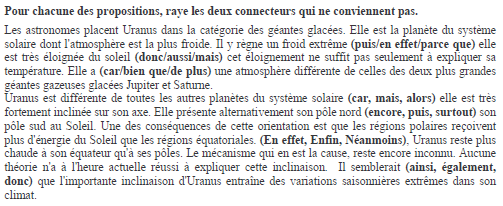 Pour chacune des propositions, raye les deux connecteurs qui ne conviennent pas.
Les astronomes placent Uranus dans la catégorie des géantes glacées. Elle est la planète du système
solaire dont l'atmosphère est la plus froide. Il y règne un froid extrême (puis/en effet/parce que) elle
est très éloignée du soleil (donc/aussi/mais) cet éloignement ne suffit pas seulement à expliquer sa
température. Elle a (car/bien que/de plus) une atmosphère différente de celles des deux plus grandes
géantes gazeuses glacées Jupiter et Saturne.
Uranus est différente de toutes les autres planètes du système solaire (car, mais, alors) elle est très
fortement inclinée sur son axe. Elle présente alternativement son pôle nord (encore, puis, surtout) son
pôle sud au Soleil. Une des conséquences de cette orientation est que les régions polaires reçoivent
plus d'énergie du Soleil que les régions équatoriales. (En effet, Enfin, Néanmoins), Uranus reste plus
chaude à son équateur qu'à ses pôles. Le mécanisme qui en est la cause, reste encore inconnu. Aucune
théorie n'a à l'heure actuelle réussi à expliquer cette inclinaison. Il semblerait (ainsi, également,
donc) que l'importante inclinaison d'Uranus entraîne des variations saisonnières extrêmes dans son
climat.